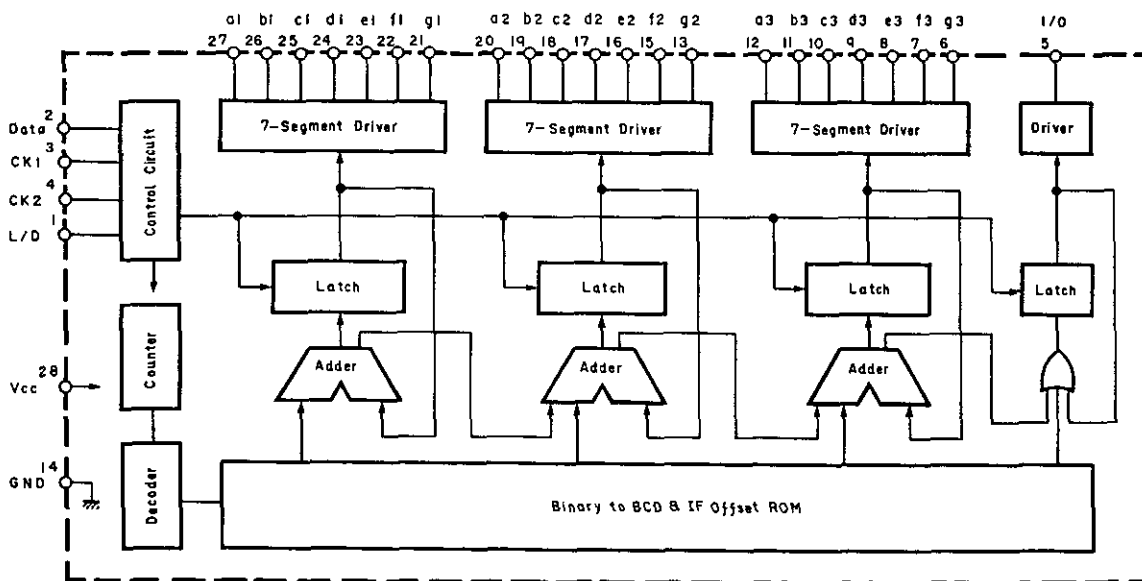 a1 b1 c1 d1 e1 f1 g1 a2 b2 c2 d2 e2 f2 g2 a3 b3 c3 d3 e3 f3 g3 I/O
27 26 25 24 23 22 21 20 19 18 17 16 15 13 12 11 10 9 8 7 6 5
7-Segment Driver 7-Segment Driver 7-Segment Driver Driver
Data 2
CK1 3
CK2 4
L/D 1
Control Circuit
Latch Latch Latch Latch
Counter
Adder Adder Adder
Vcc 28
GND 14
Decoder
Binary to BCD & IF Offset ROM